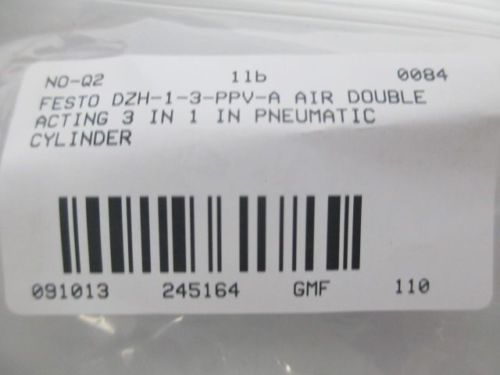 NO-Q2 11b 0084
FESTO DZH-1-3-PPV-A AIR DOUBLE
ACTING 3 IN 1 IN PNEUMATIC
CYLINDER
091013 245164 GMF 110